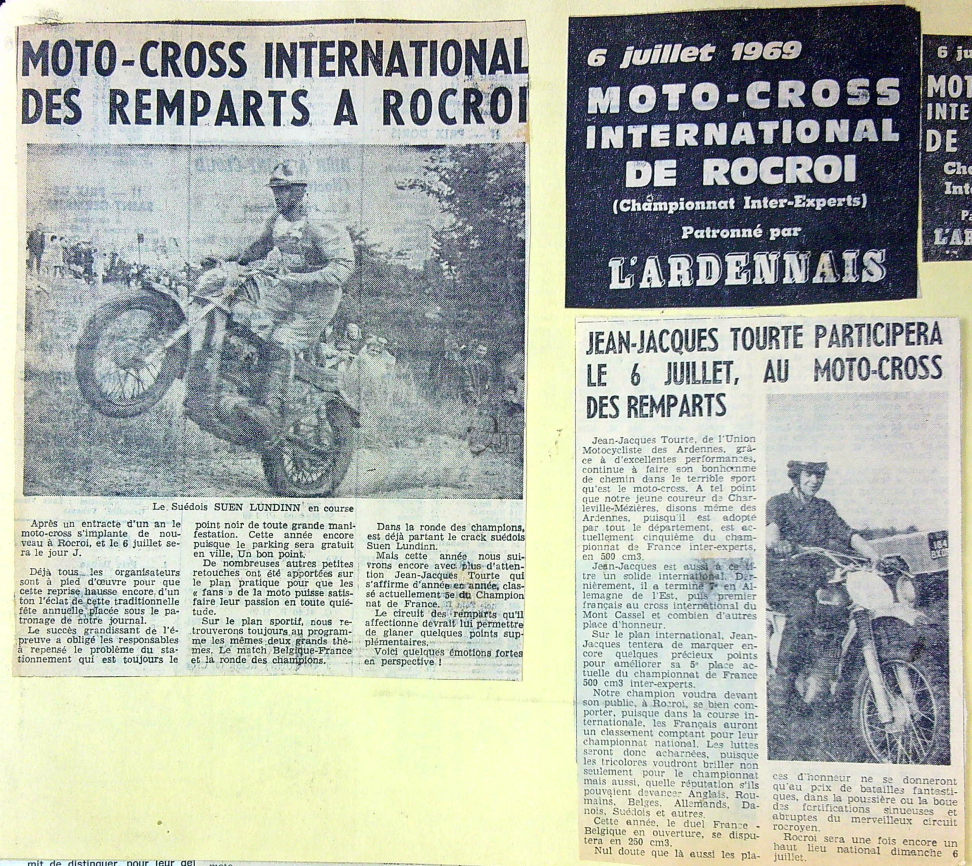 MOTO-CROSS INTERNATIONAL
DES REMPARTS A ROCROI
Le Suédois SUEN LUNDINN en course
Après un entracte d'un an le
moto-cross s'implante de nou-
veau à Rocroi, et le 6 juillet se-
ra le jour J.
Déjà tous les organisateurs
sont à pied d'œuvre pour que
cette reprise hausse encore d'un
ton l'éclat de cette traditionnelle
fête annuelle placée sous le pa-
tronage de notre journal.
Le succès grandissant de l'é-
preuve a obligé les responsables
à repensé le problème du sta-
tionnement qui est toujours le
point noir de toute grande mani-
festation. Cette année encore
puisque le parking sera gratuit
en ville. Un bon point.
De nombreuses autres petites
retouches ont été apportées sur
le plan pratique pour que les
« fans » de la moto puisse satis-
faire leur passion en toute quié-
tude.
Sur le plan sportif, nous re-
trouverons toujours au program-
me les mêmes deux grands thè-
mes. Le match Belgique-France
et la ronde des champions.
Dans la ronde des champions,
est déjà partant le crack suédois
Suen Lundinn.
Mais cette année nous sui-
vrons encore avec plus d'atten-
tion Jean-Jacques Tourte qui
s'affirme d'année en année, clas-
sé actuellement 5e du Champion
nat de France.
Le circuit des remparts qu'il
affectionne devrait lui permettre
de glaner quelques points sup-
plémentaires.
Voici quelques émotions fortes
en perspective !
6 juillet 1969
MOTO-CROSS
INTERNATIONAL
DE ROCROI
(Championnat Inter-Experts)
Patronné par
L'ARDENNAIS
6 ju
MOT
INTE
DE
Cha
Int
Pa
L'AR
JEAN-JACQUES TOURTE PARTICIPERA
LE 6 JUILLET, AU MOTO-CROSS
DES REMPARTS
Jean-Jacques Tourte, de l'Union
Motocycliste des Ardennes, grâ-
ce à d'excellentes performances,
continue à faire son bonhomme
de chemin dans le terrible sport
qu'est le moto-cross. A tel point
que notre jeune coureur de Char-
leville-Mézières, disons même des
Ardennes, puisqu'il est adopté
par tout le département, est ac-
tuellement cinquième du cham-
pionnat de France inter-experts,
en 500 cm3.
Jean-Jacques est aussi à ce ti-
tre un solide international. Der-
nièrement, il a terminé 7e en Al-
lemagne de l'Est, puis premier
français au cross international du
Mont Cassel et combien d'autres
place d'honneur.
Sur le plan international, Jean-
Jacques tentera de marquer en-
core quelques précieux points
pour améliorer sa 5e place ac-
tuelle du championnat de France
500 cm3 inter-experts.
Notre champion voudra devant
son public, à Rocroi, se bien com-
porter, puisque dans la course in-
ternationale, les Français auront
un classement comptant pour leur
championnat national. Les luttes
seront donc acharnées, puisque
les tricolores voudront briller non
seulement pour le championnat
mais aussi, quelle réputation s'ils
pouvaient devancer Anglais, Rou-
mains, Belges, Allemands, Da-
nois, Suédois et autres.
Cette année, le duel France -
Belgique en ouverture, se dispu-
tera en 250 cm3.
Nul doute que là aussi les pla-
ces d'honneur ne se donneront
qu'au prix de batailles fantasti-
ques, dans la poussière ou la boue
des fortifications sinueuses et
abruptes du merveilleux circuit
rocroyen.
Rocroi sera une fois encore un
haut lieu national dimanche 6
juillet.
mit de distinguer pour leur